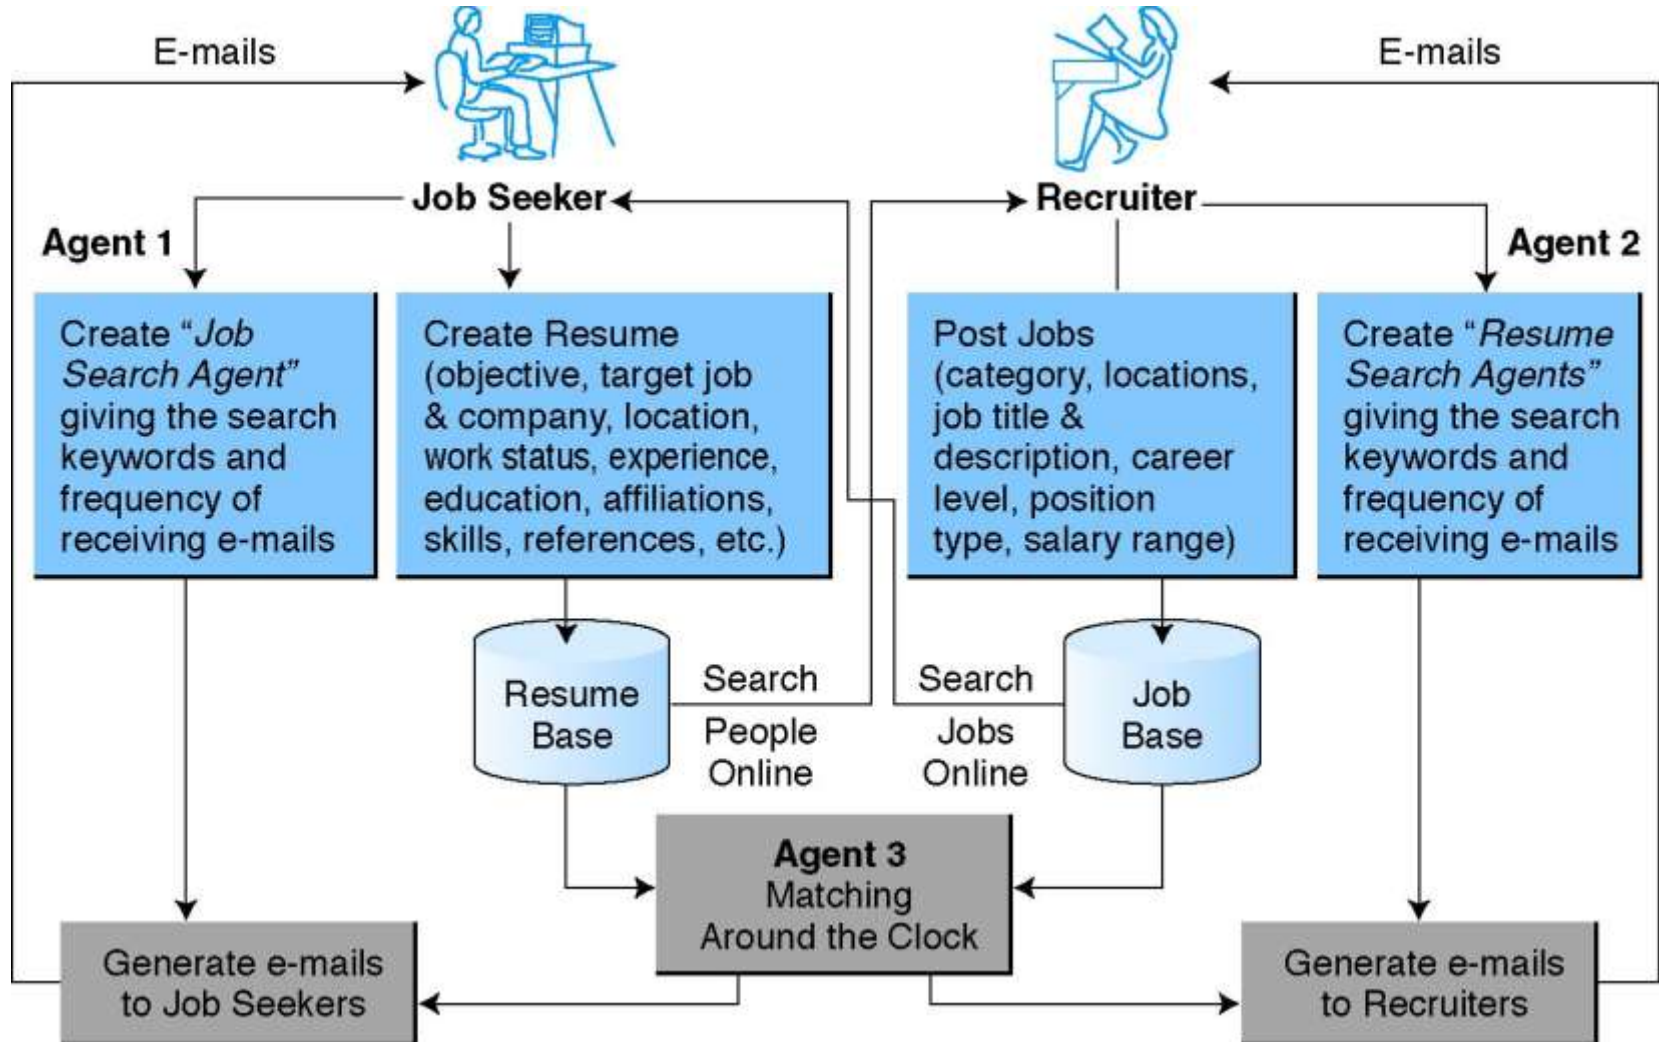 E-mails
E-mails
Job Seeker
Recruiter
Agent 1
Agent 2
Create “Job
Search Agent”
giving the search
keywords and
frequency of
receiving e-mails
Create Resume
(objective, target job
& company, location,
work status, experience,
education, affiliations,
skills, references, etc.)
Post Jobs
(category, locations,
job title &
description, career
level, position
type, salary range)
Create “Resume
Search Agents”
giving the search
keywords and
frequency of
receiving e-mails
Resume
Base
Search
People
Online
Search
Jobs
Online
Job
Base
Agent 3
Matching
Around the Clock
Generate e-mails
to Job Seekers
Generate e-mails
to Recruiters